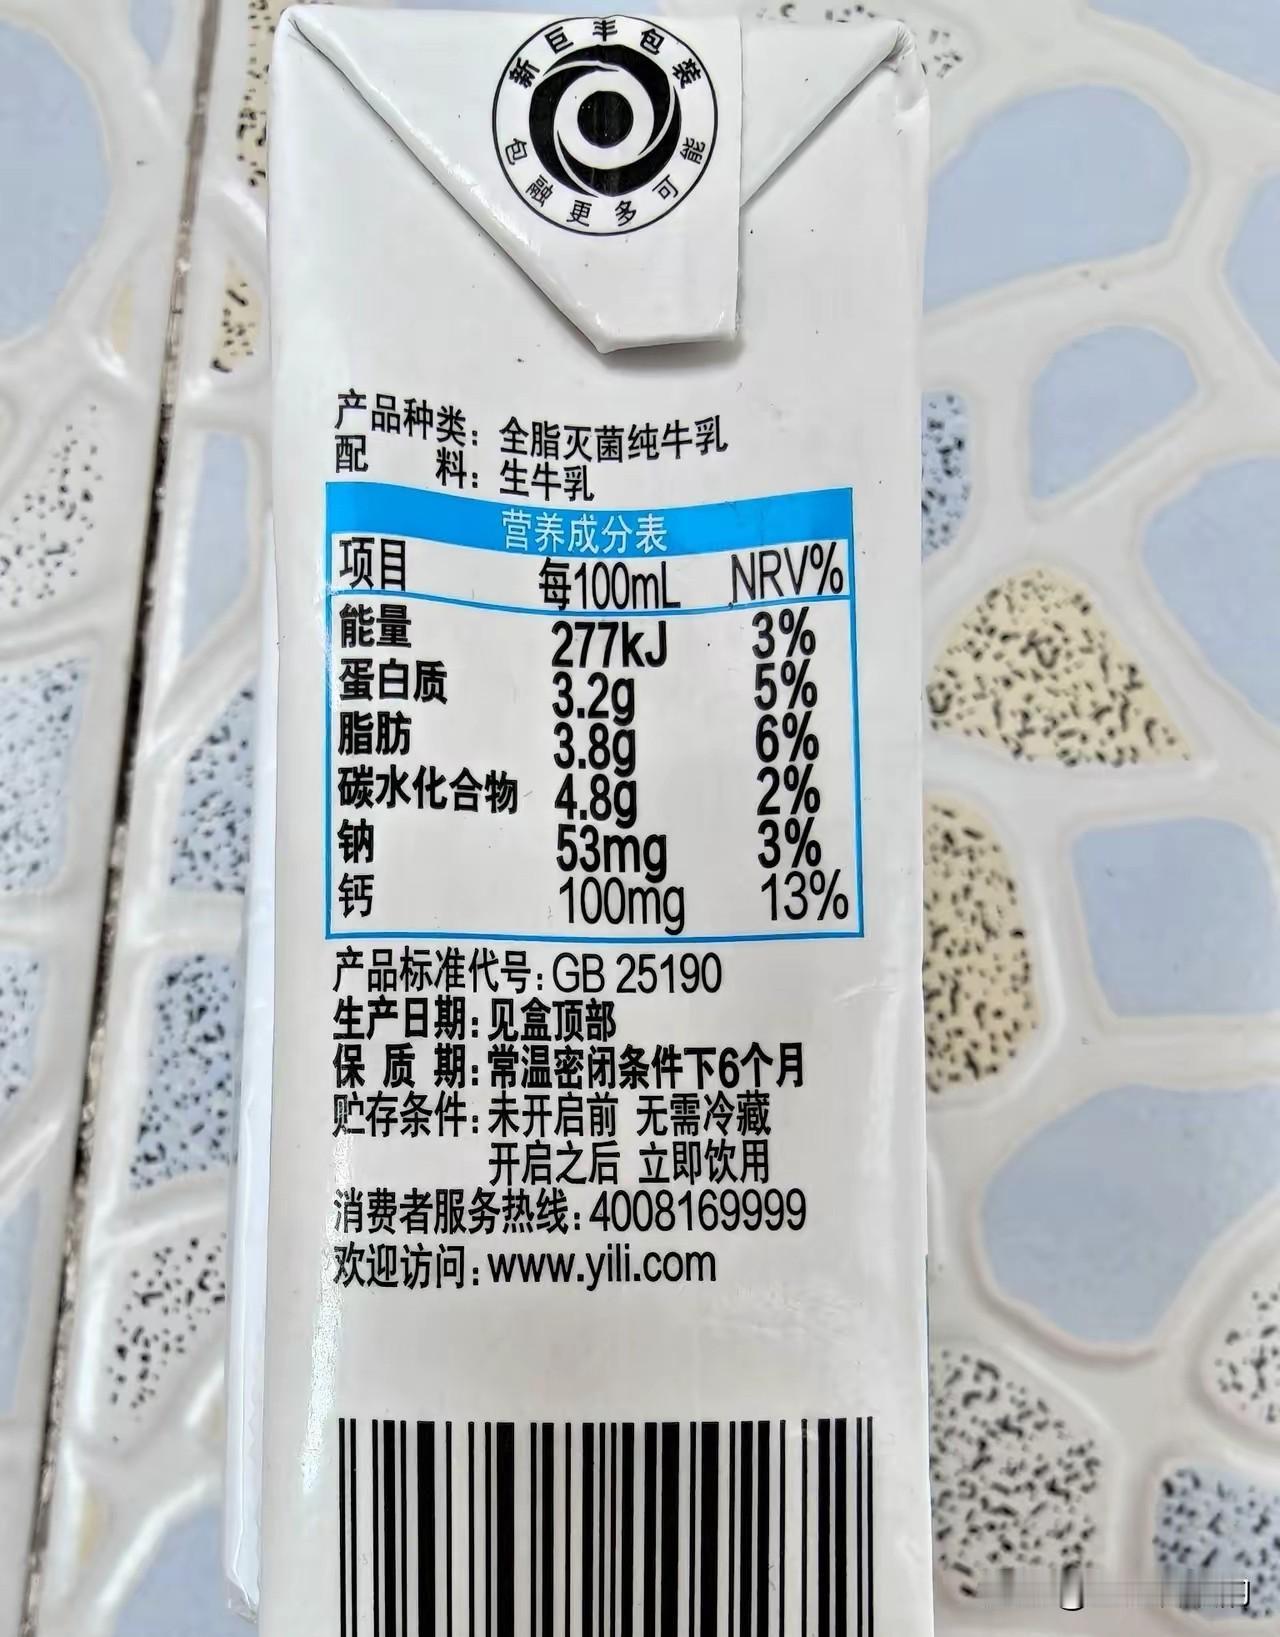 新巨丰包装
包融更多可能
产品种类：全脂灭菌纯牛乳
配 料：生牛乳
营养成分表
项目 每100mL NRV%
能量 277kJ 3%
蛋白质 3.2g 5%
脂肪 3.8g 6%
碳水化合物 4.8g 2%
钠 53mg 3%
钙 100mg 13%
产品标准代号：GB 25190
生产日期：见盒顶部
保 质 期：常温密闭条件下6个月
贮存条件：未开启前 无需冷藏
开启之后 立即饮用
消费者服务热线：4008169999
欢迎访问：www.yili.com